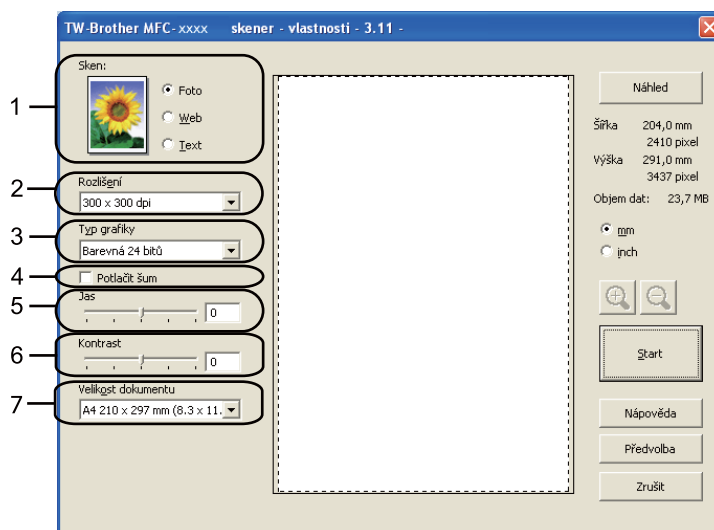 TW-Brother MFC-xxxx skener - vlastnosti - 3.11 -
Sken:
Foto
Web
Text
1
Rozlišení
300 x 300 dpi
2
Typ grafiky
Barevná 24 bitů
3
Potlačit šum
4
Jas
0
5
Kontrast
0
6
Velikost dokumentu
A4 210 x 297 mm (8.3 x 11.
7
Náhled
Šířka 204,0 mm
2410 pixel
Výška 291,0 mm
3437 pixel
Objem dat: 23,7 MB
mm
inch
Start
Nápověda
Předvolba
Zrušit